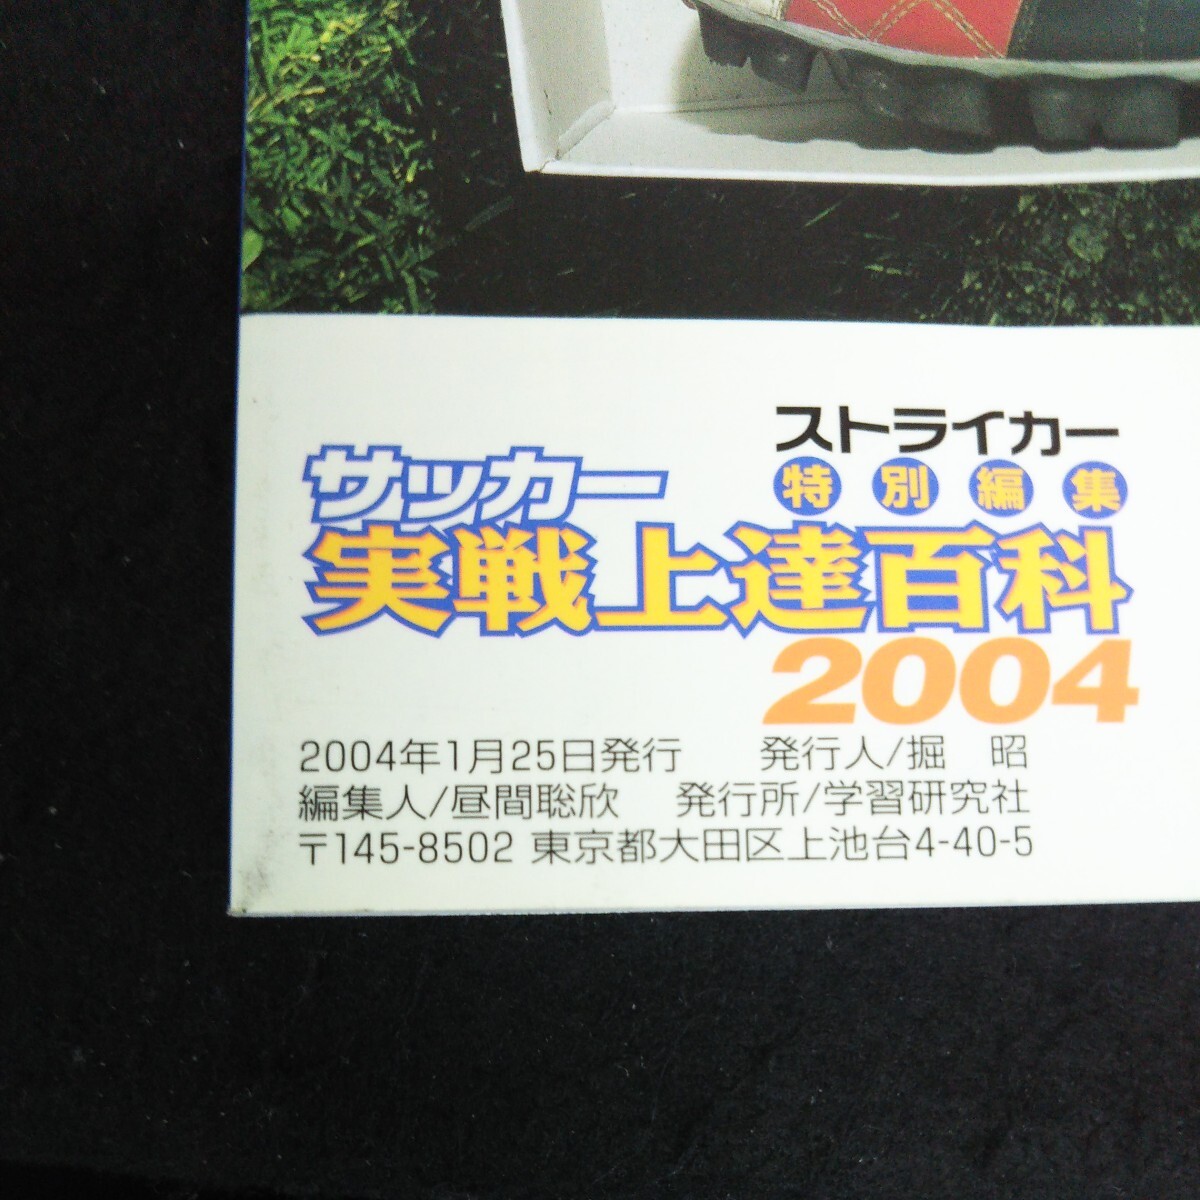 ストライカー
特別編集
サッカー
実戦上達百科
2004
2004年1月25日発行 発行人/掘 昭
編集人/昼間聡欣 発行所/学習研究社
〒145-8502 東京都大田区上池台4-40-5